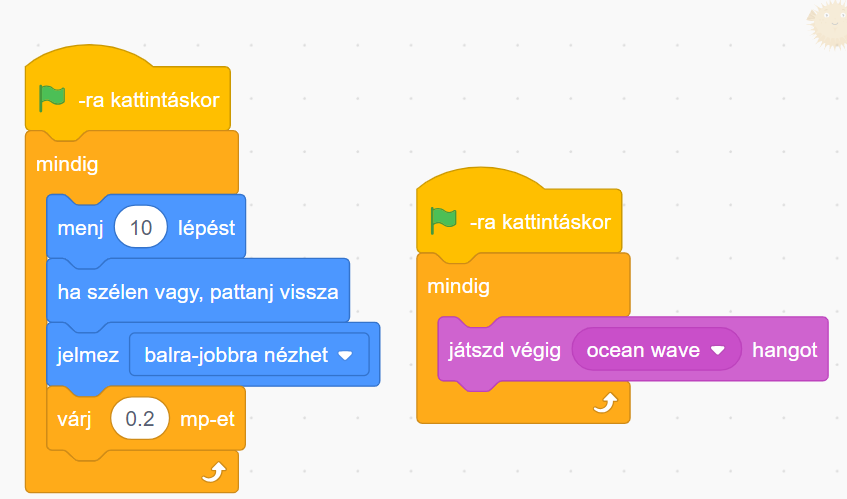 -ra kattintáskor
mindig
menj 10 lépést
ha szélen vagy, pattanj vissza
jelmez balra-jobbra nézhet
várj 0.2 mp-et
-ra kattintáskor
mindig
játszd végig ocean wave hangot